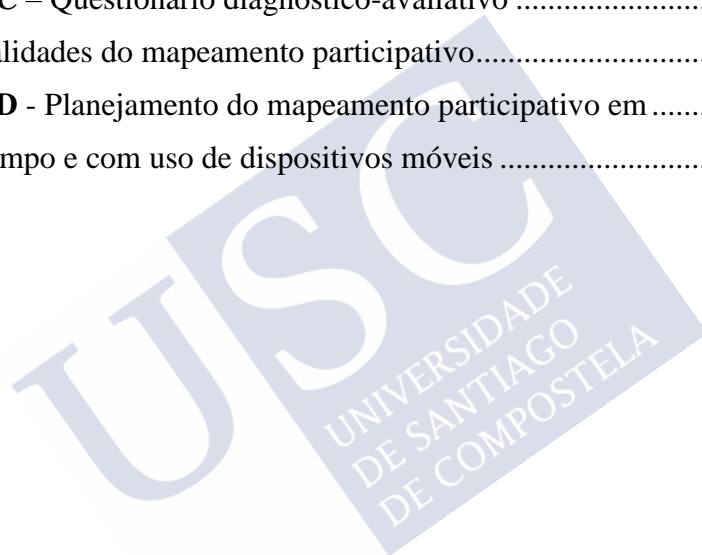 C – Questionário diagnóstico-avaliativo ........................
alidades do mapeamento participativo..............................
D - Planejamento do mapeamento participativo em .......
mpo e com uso de dispositivos móveis ..........................
USC
UNIVERSIDADE
DE SANTIAGO
DE COMPOSTELA